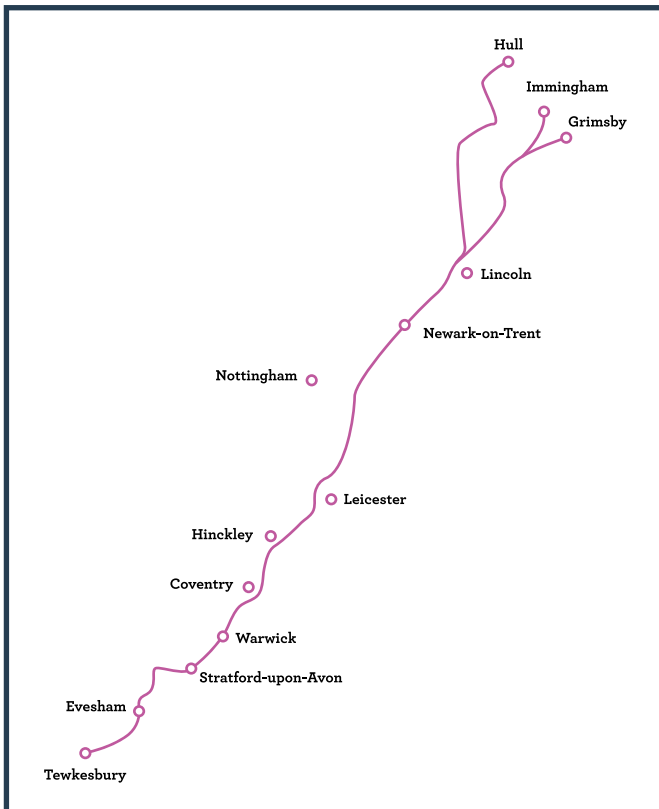 Hull
Immingham
Grimsby
Lincoln
Newark-on-Trent
Nottingham
Leicester
Hinckley
Coventry
Warwick
Stratford-upon-Avon
Evesham
Tewkesbury